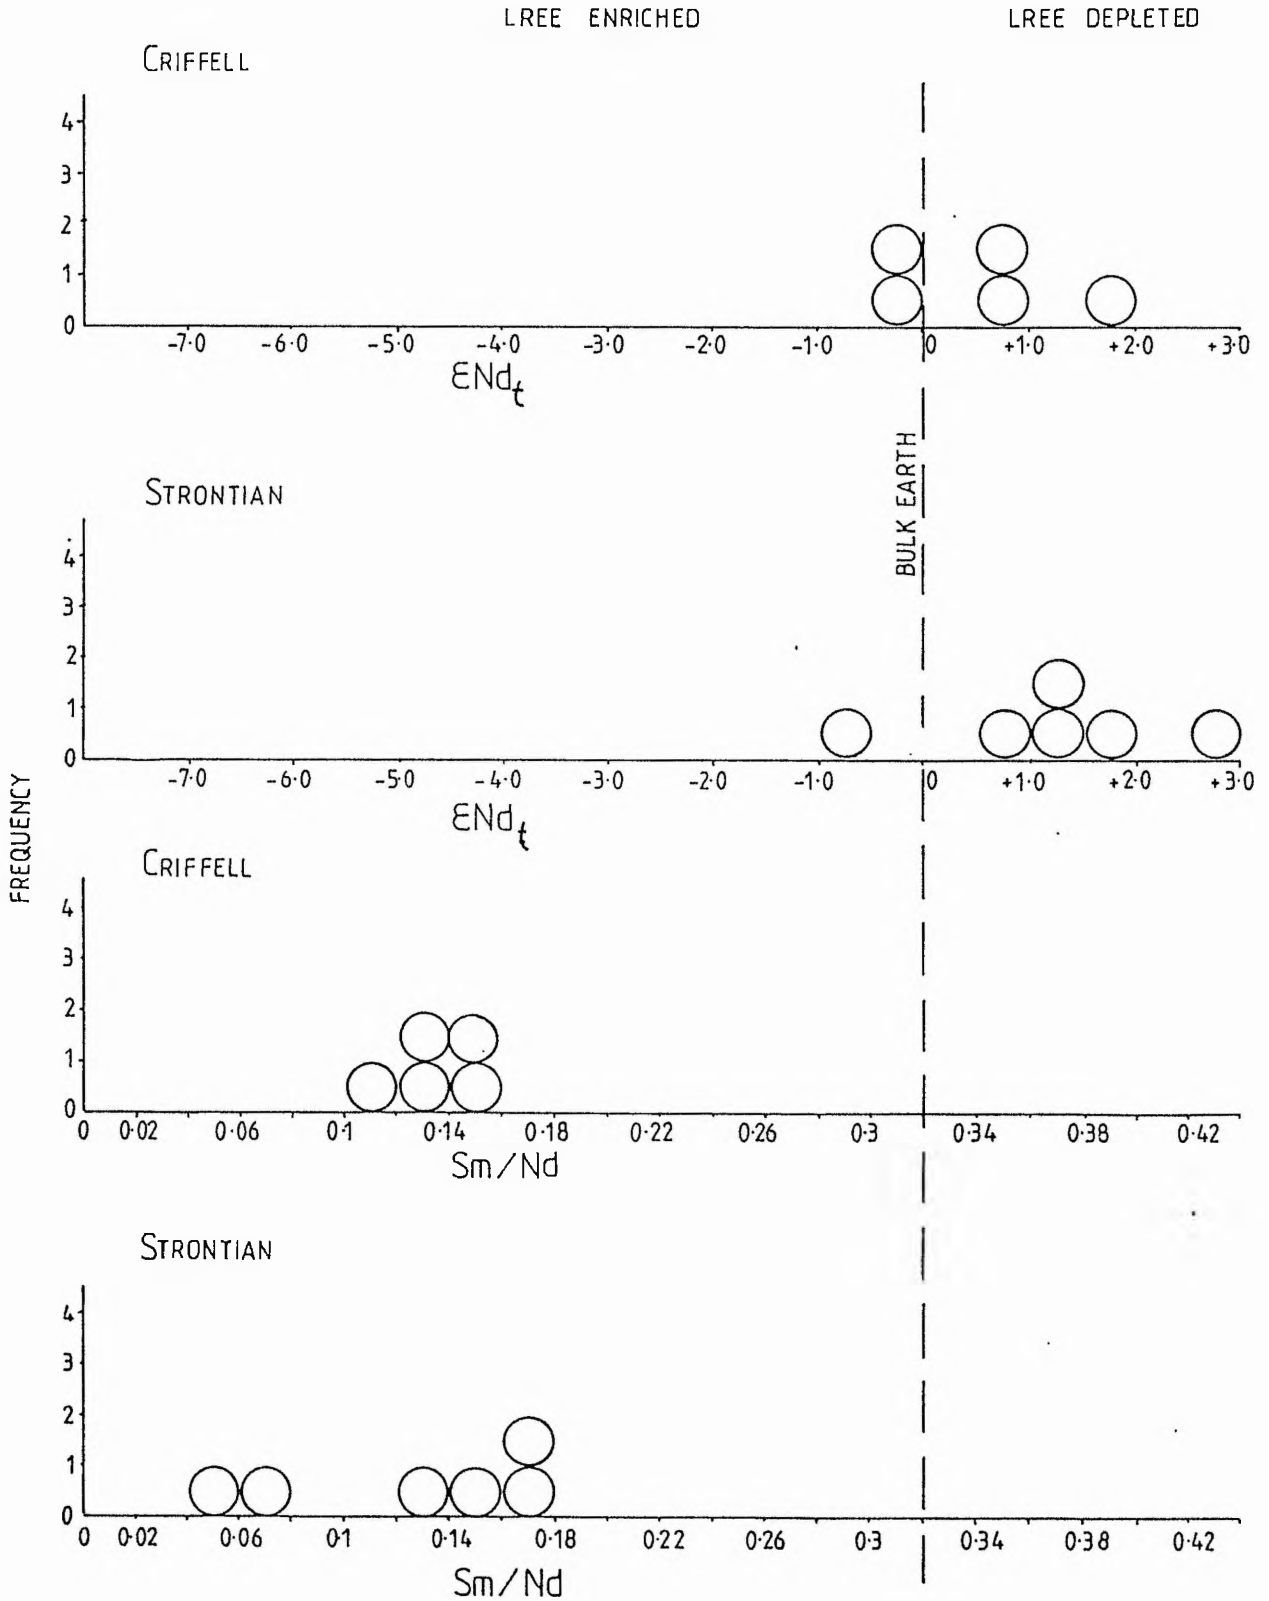 LREE ENRICHED LREE DEPLETED
CRIFFELL
4
3
2
1
0
-7·0 -6·0 -5·0 -4·0 -3·0 -2·0 -1·0 0 +1·0 +2·0 +3·0
ENd_t
BULK EARTH
STRONTIAN
4
3
2
1
0
-7·0 -6·0 -5·0 -4·0 -3·0 -2·0 -1·0 0 +1·0 +2·0 +3·0
ENd_t
FREQUENCY
CRIFFELL
4
3
2
1
0
0 0·02 0·06 0·1 0·14 0·18 0·22 0·26 0·3 0·34 0·38 0·42
Sm/Nd
STRONTIAN
4
3
2
1
0
0 0·02 0·06 0·1 0·14 0·18 0·22 0·26 0·3 0·34 0·38 0·42
Sm/Nd